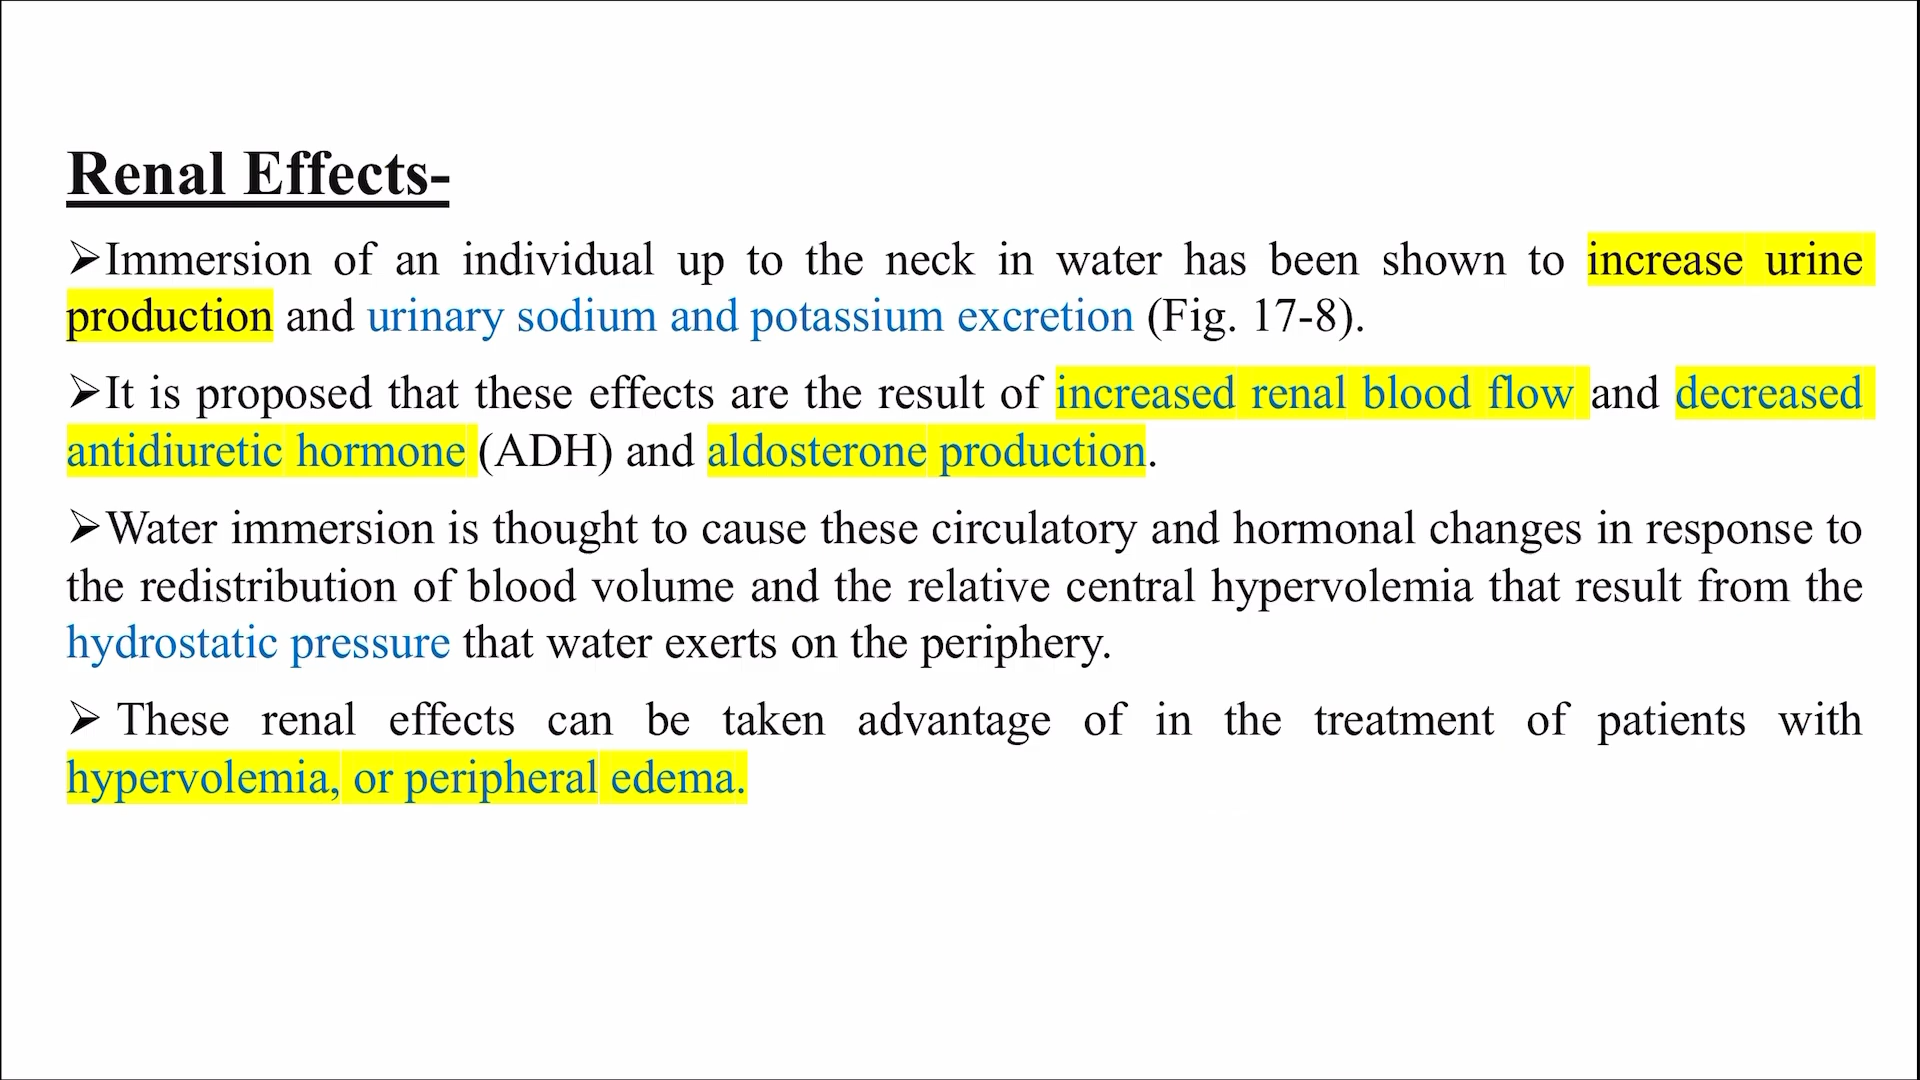 Renal Effects-
➢Immersion of an individual up to the neck in water has been shown to increase urine
production and urinary sodium and potassium excretion (Fig. 17-8).
➢It is proposed that these effects are the result of increased renal blood flow and decreased
antidiuretic hormone (ADH) and aldosterone production.
➢Water immersion is thought to cause these circulatory and hormonal changes in response to
the redistribution of blood volume and the relative central hypervolemia that result from the
hydrostatic pressure that water exerts on the periphery.
➢ These renal effects can be taken advantage of in the treatment of patients with
hypervolemia, or peripheral edema.